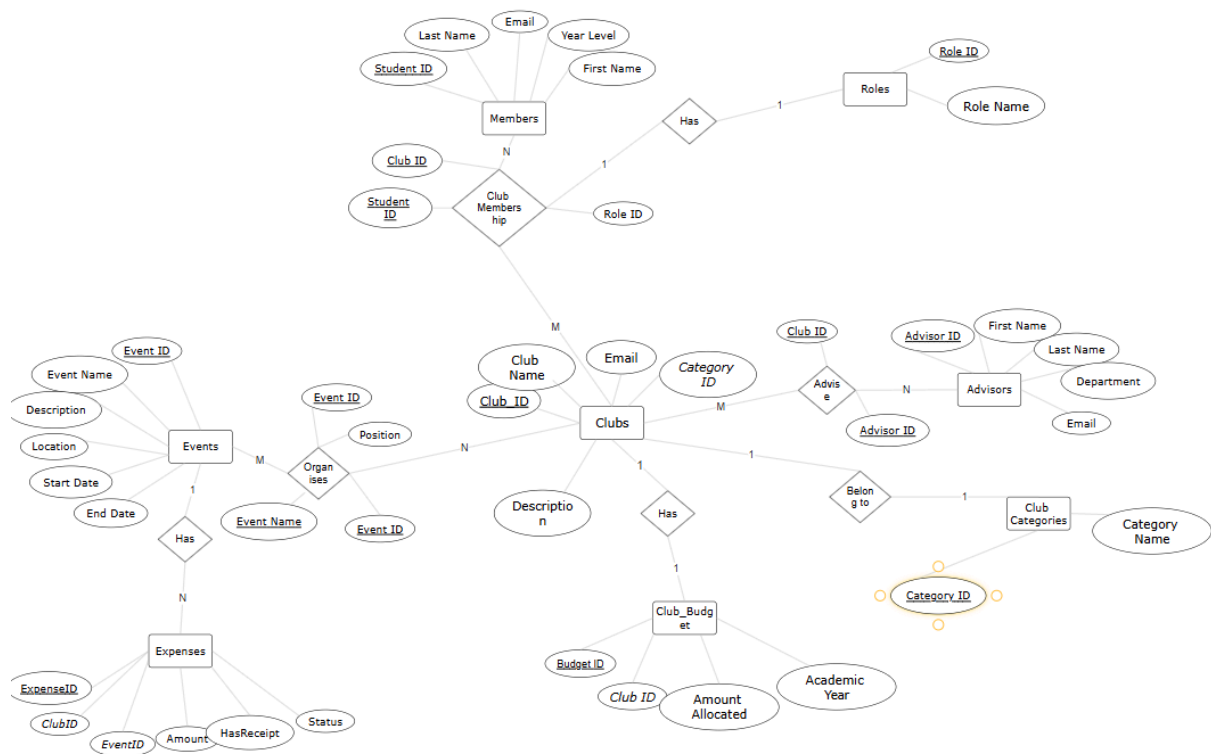 Email
Last Name
Year Level
Student ID
First Name
Members
Role ID
Roles
Role Name
Has
1
1
N
Club ID
Student
ID
Club
Members
hip
Role ID
M
Event ID
Event Name
Description
Location
Start Date
End Date
Events
M
Event ID
Position
Organ
ises
Event Name
Event ID
N
Club
Name
Email
Category
ID
Club_ID
Clubs
Descriptio
n
M
Club ID
Advis
e
Advisor ID
N
Advisor ID
First Name
Last Name
Department
Advisors
Email
1
Has
N
1
Has
1
1
Belon
g to
1
Club
Categories
Category
Name
Category ID
Expenses
ExpenseID
ClubID
EventID
Amount
HasReceipt
Status
Club_Budg
et
Budget ID
Club ID
Amount
Allocated
Academic
Year